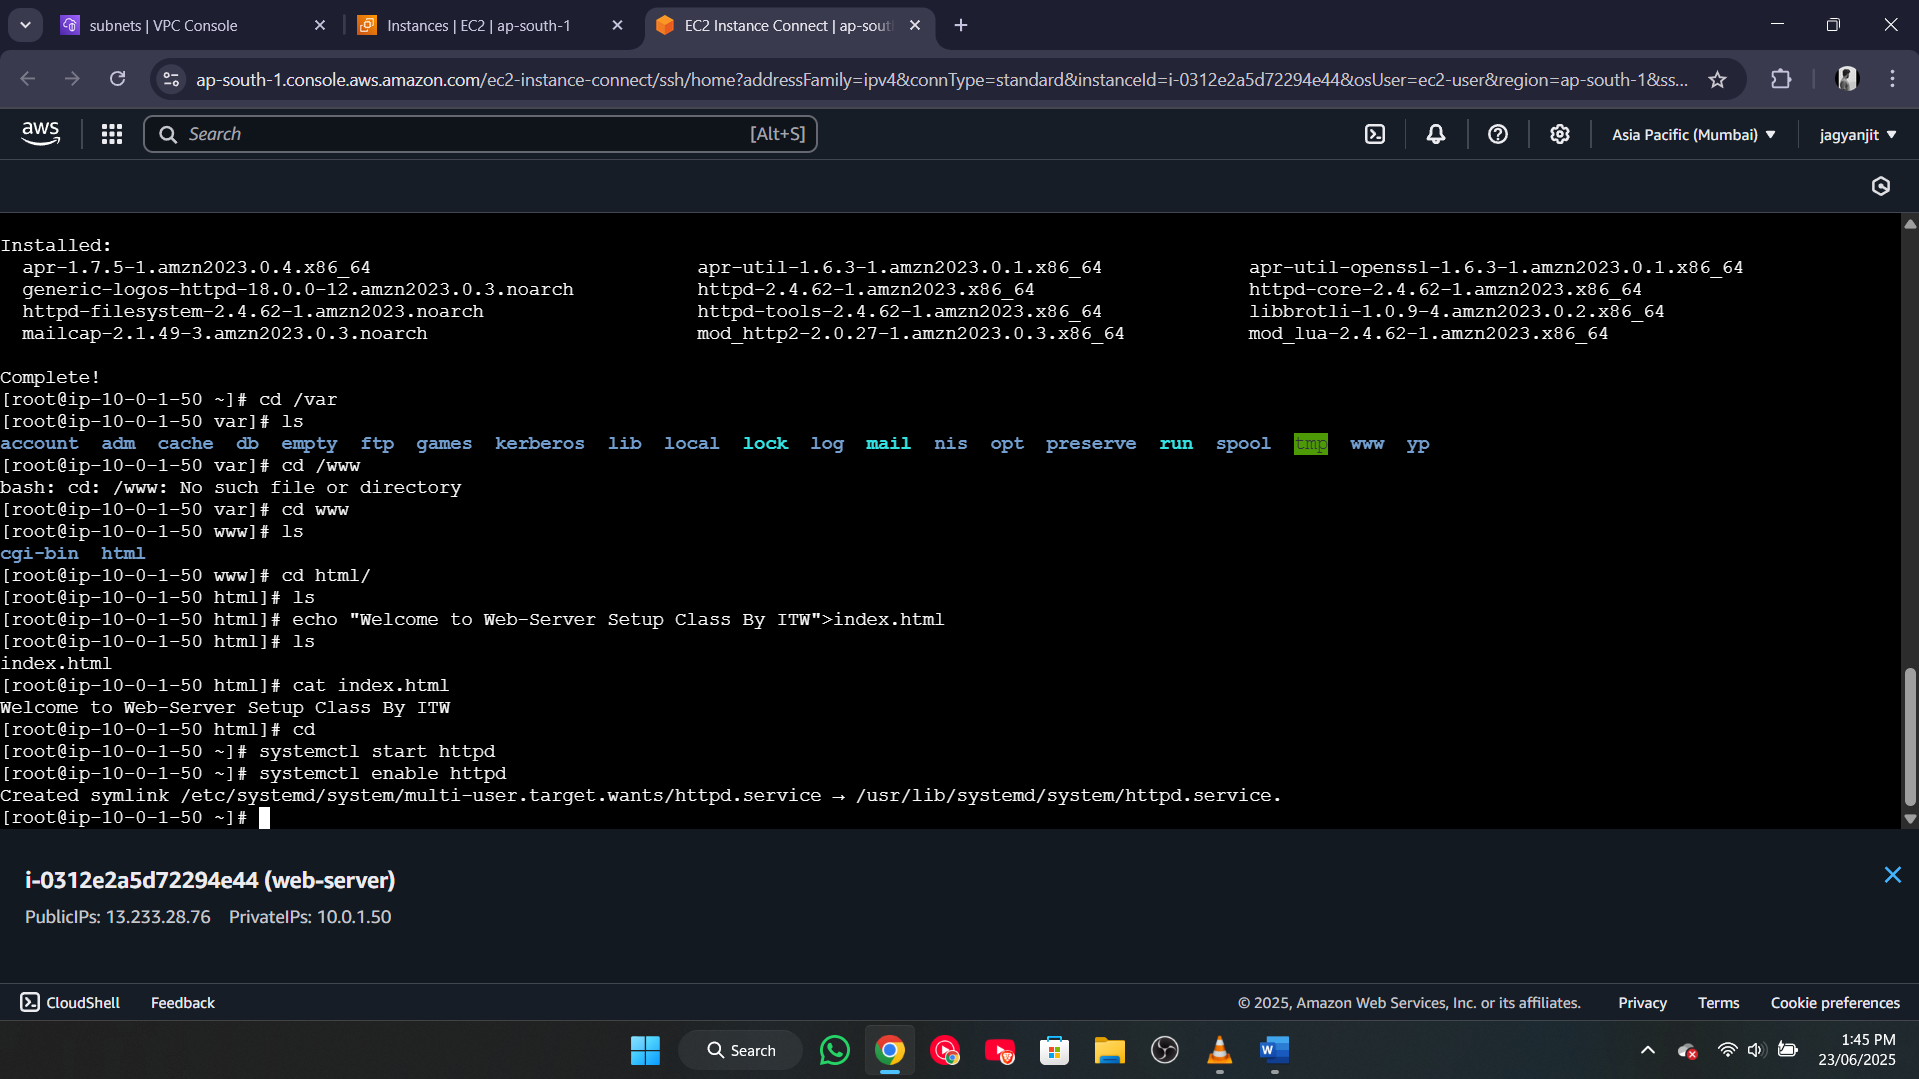 subnets | VPC Console
Instances | EC2 | ap-south-1
EC2 Instance Connect | ap-sout
ap-south-1.console.aws.amazon.com/ec2-instance-connect/ssh/home?addressFamily=ipv4&connType=standard&instanceId=i-0312e2a5d72294e44&osUser=ec2-user&region=ap-south-1&ss...
aws
Search [Alt+S]
Asia Pacific (Mumbai)
jagyanjit
Installed:
apr-1.7.5-1.amzn2023.0.4.x86_64 apr-util-1.6.3-1.amzn2023.0.1.x86_64 apr-util-openssl-1.6.3-1.amzn2023.0.1.x86_64
generic-logos-httpd-18.0.0-12.amzn2023.0.3.noarch httpd-2.4.62-1.amzn2023.x86_64 httpd-core-2.4.62-1.amzn2023.x86_64
httpd-filesystem-2.4.62-1.amzn2023.noarch httpd-tools-2.4.62-1.amzn2023.x86_64 libbrotli-1.0.9-4.amzn2023.0.2.x86_64
mailcap-2.1.49-3.amzn2023.0.3.noarch mod_http2-2.0.27-1.amzn2023.0.3.x86_64 mod_lua-2.4.62-1.amzn2023.x86_64
Complete!
[root@ip-10-0-1-50 ~]# cd /var
[root@ip-10-0-1-50 var]# ls
account adm cache db empty ftp games kerberos lib local lock log mail nis opt preserve run spool tmp www yp
[root@ip-10-0-1-50 var]# cd /www
bash: cd: /www: No such file or directory
[root@ip-10-0-1-50 var]# cd www
[root@ip-10-0-1-50 www]# ls
cgi-bin html
[root@ip-10-0-1-50 www]# cd html/
[root@ip-10-0-1-50 html]# ls
[root@ip-10-0-1-50 html]# echo "Welcome to Web-Server Setup Class By ITW">index.html
[root@ip-10-0-1-50 html]# ls
index.html
[root@ip-10-0-1-50 html]# cat index.html
Welcome to Web-Server Setup Class By ITW
[root@ip-10-0-1-50 html]# cd
[root@ip-10-0-1-50 ~]# systemctl start httpd
[root@ip-10-0-1-50 ~]# systemctl enable httpd
Created symlink /etc/systemd/system/multi-user.target.wants/httpd.service → /usr/lib/systemd/system/httpd.service.
[root@ip-10-0-1-50 ~]#
i-0312e2a5d72294e44 (web-server)
PublicIPs: 13.233.28.76 PrivateIPs: 10.0.1.50
CloudShell Feedback © 2025, Amazon Web Services, Inc. or its affiliates. Privacy Terms Cookie preferences
Search
1:45 PM
23/06/2025